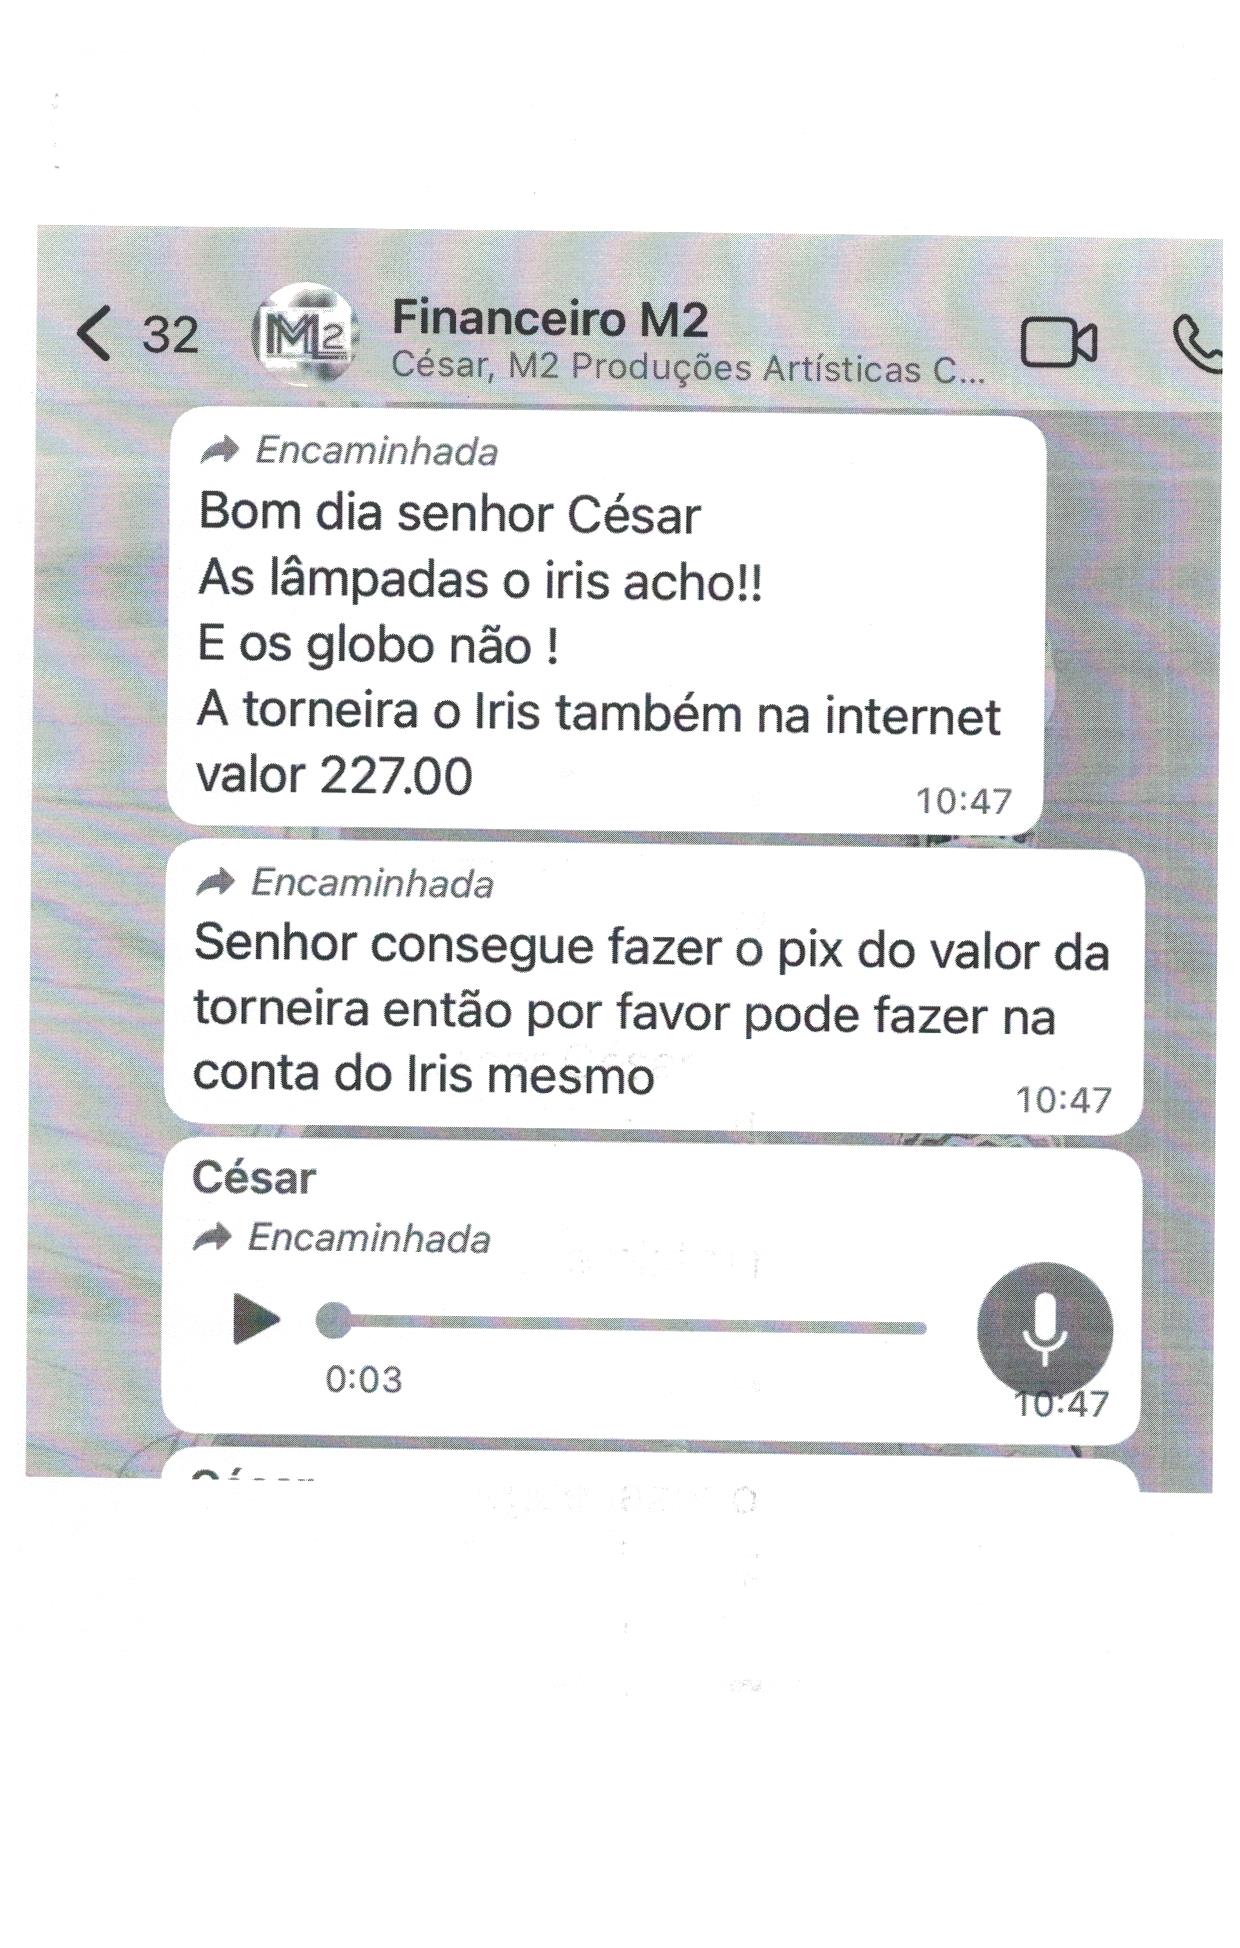 32
M2
Financeiro M2
César, M2 Produções Artísticas C...
Encaminhada
Bom dia senhor César
As lâmpadas o iris acho!!
E os globo não !
A torneira o Iris também na internet
valor 227.00
10:47
Encaminhada
Senhor consegue fazer o pix do valor da
torneira então por favor pode fazer na
conta do Iris mesmo
10:47
César
Encaminhada
0:03
10:47